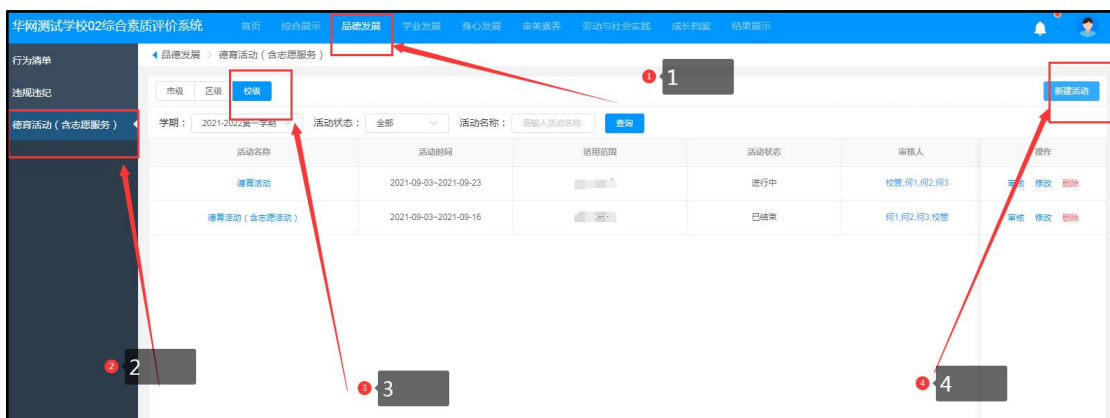 华网测试学校02综合素质评价系统 首页 综合展示 品德发展 学业发展 身心发展 审美素养 劳动与社会实践 成长档案 结果展示
行为清单
违规违纪
德育活动（含志愿服务）
品德发展 > 德育活动（含志愿服务）
市级 区级 校级 新建活动
学期： 2021-2022第一学期 活动状态： 全部 活动名称： 请输入活动名称 查询
活动名称 活动时间 适用范围 活动状态 审核人 操作
德育活动 2021-09-03~2021-09-23 进行中 校管,何1,何2,何3 审核 修改 删除
德育活动（含志愿活动） 2021-09-03~2021-09-16 已结束 何1,何2,何3,校管 审核 修改 删除
1 1
2 2
3 3
4 4